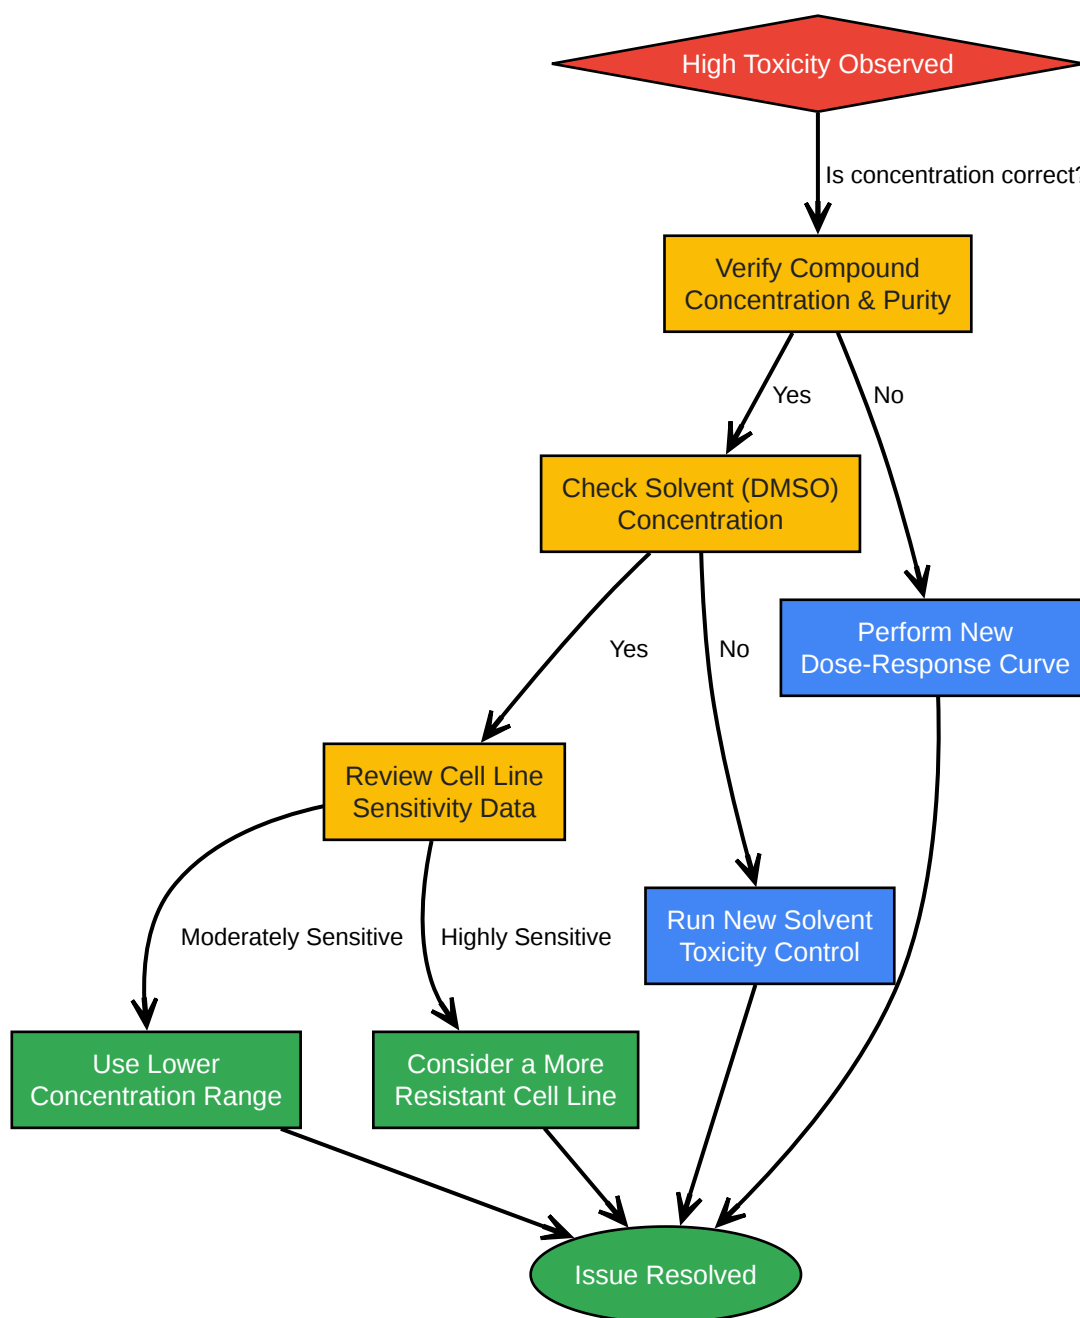 High Toxicity Observed
Is concentration correct?
Verify Compound
Concentration & Purity
Yes
No
Check Solvent (DMSO)
Concentration
Perform New
Dose-Response Curve
Yes
No
Review Cell Line
Sensitivity Data
Run New Solvent
Toxicity Control
Moderately Sensitive
Highly Sensitive
Use Lower
Concentration Range
Consider a More
Resistant Cell Line
Issue Resolved